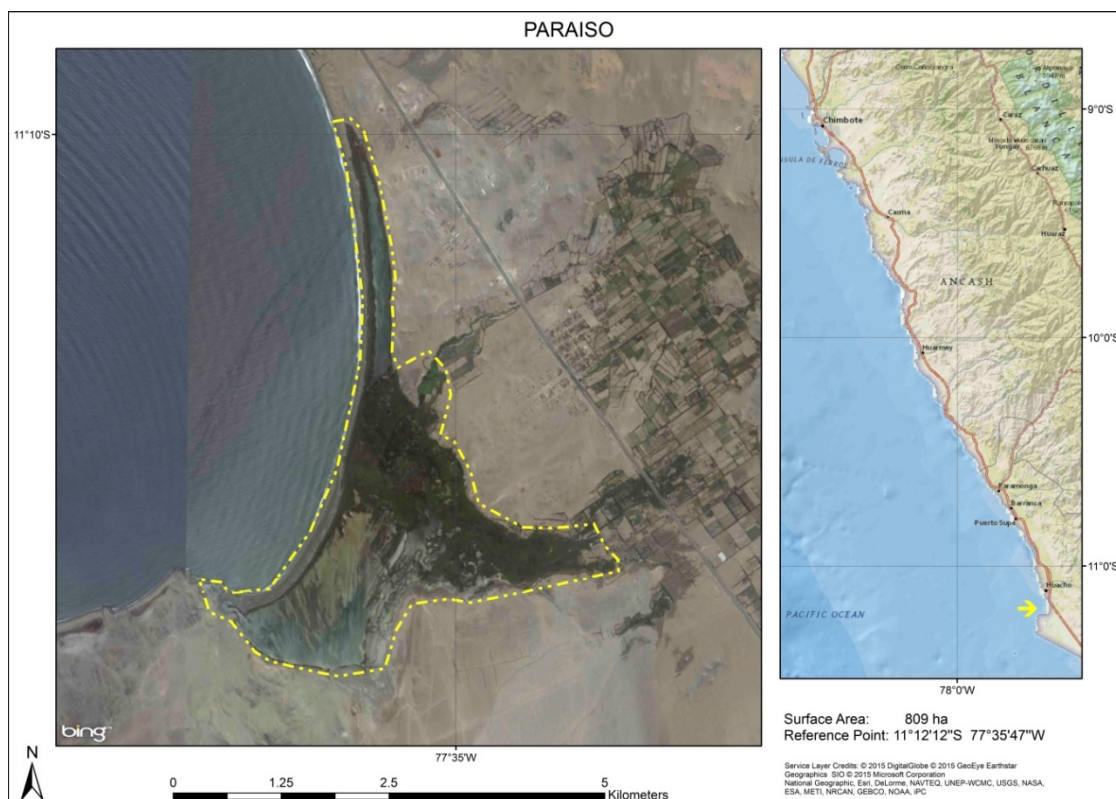 PARAISO
11°10'S
77°35'W
bing
N
0 1.25 2.5 5
Kilometers
Chimbote
Caraz
Yungay
Carhuaz
Huaraz
Casma
ANCASH
Huarmey
Paramonga
Barranca
Puerto Supe
Huacho
PACIFIC OCEAN
9°0'S
10°0'S
11°0'S
78°0'W
Surface Area: 809 ha
Reference Point: 11°12'12"S 77°35'47"W
Service Layer Credits: © 2015 DigitalGlobe © 2015 GeoEye Earthstar
Geographics SIO © 2015 Microsoft Corporation
National Geographic, Esri, DeLorme, NAVTEQ, UNEP-WCMC, USGS, NASA,
ESA, METI, NRCAN, GEBCO, NOAA, iPC